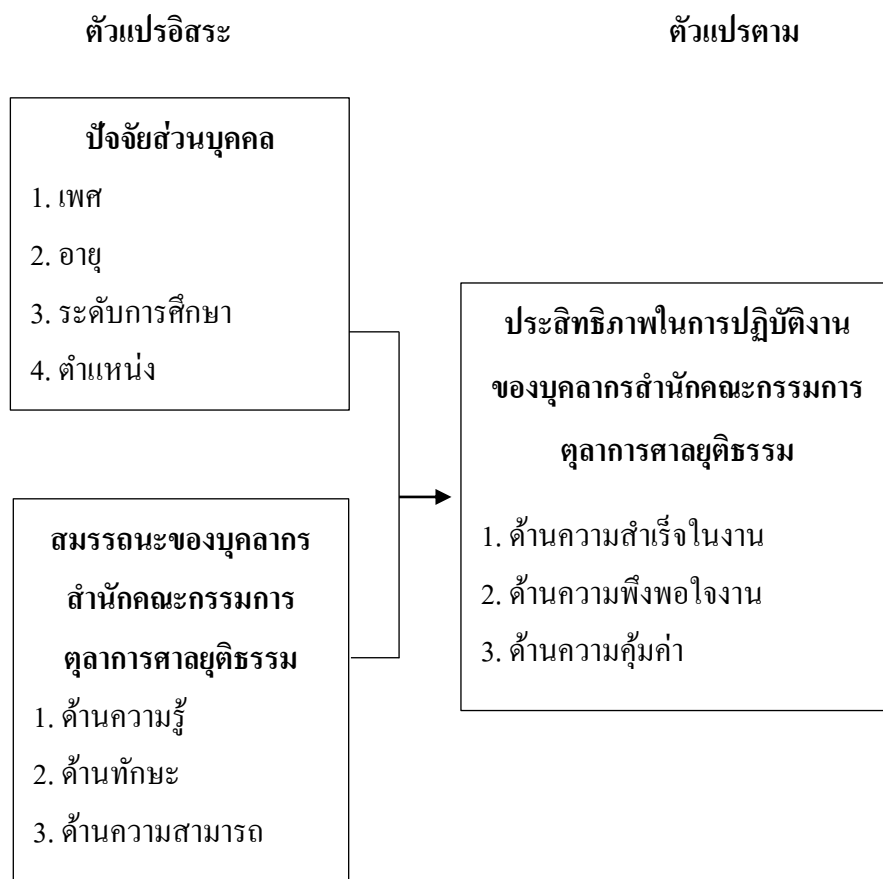 ตัวแปรอิสระ
ตัวแปรตาม
ปัจจัยส่วนบุคคล
1. เพศ
2. อายุ
3. ระดับการศึกษา
4. ตำแหน่ง
สมรรถนะของบุคลากร
สำนักคณะกรรมการ
ตุลาการศาลยุติธรรม
1. ด้านความรู้
2. ด้านทักษะ
3. ด้านความสามารถ
ประสิทธิภาพในการปฏิบัติงาน
ของบุคลากรสำนักคณะกรรมการ
ตุลาการศาลยุติธรรม
1. ด้านความสำเร็จในงาน
2. ด้านความพึงพอใจงาน
3. ด้านความคุ้มค่า